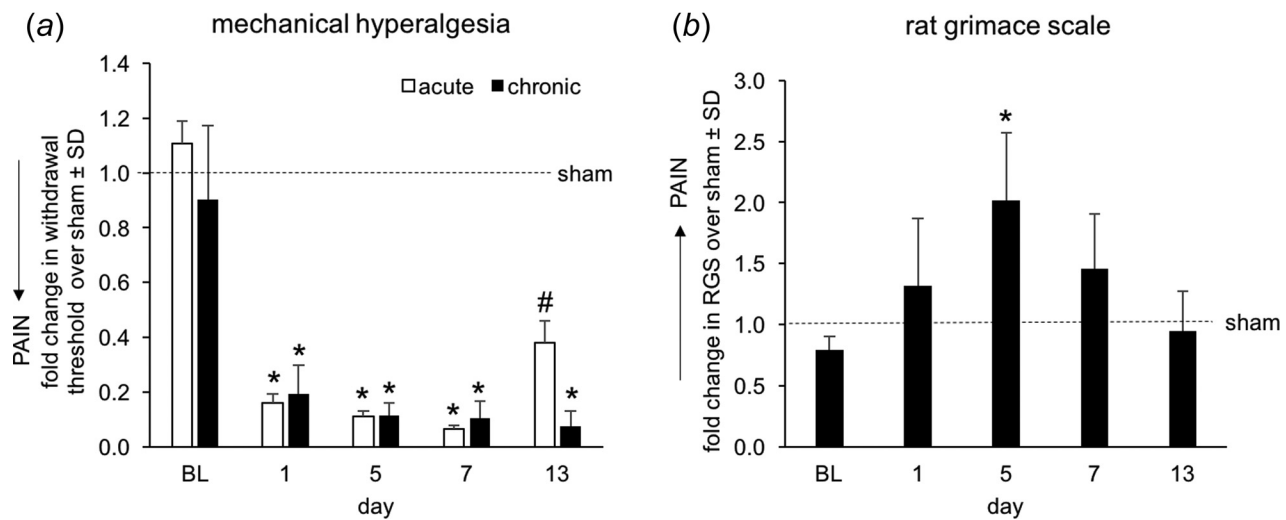 (a) mechanical hyperalgesia
PAIN
fold change in withdrawal
threshold over sham ± SD
1.4
1.2
1.0
0.8
0.6
0.4
0.2
0.0
acute chronic
sham
* * * * * * # *
BL 1 5 7 13
day
(b) rat grimace scale
PAIN
fold change in RGS over sham ± SD
3.0
2.5
2.0
1.5
1.0
0.5
0.0
*
sham
BL 1 5 7 13
day